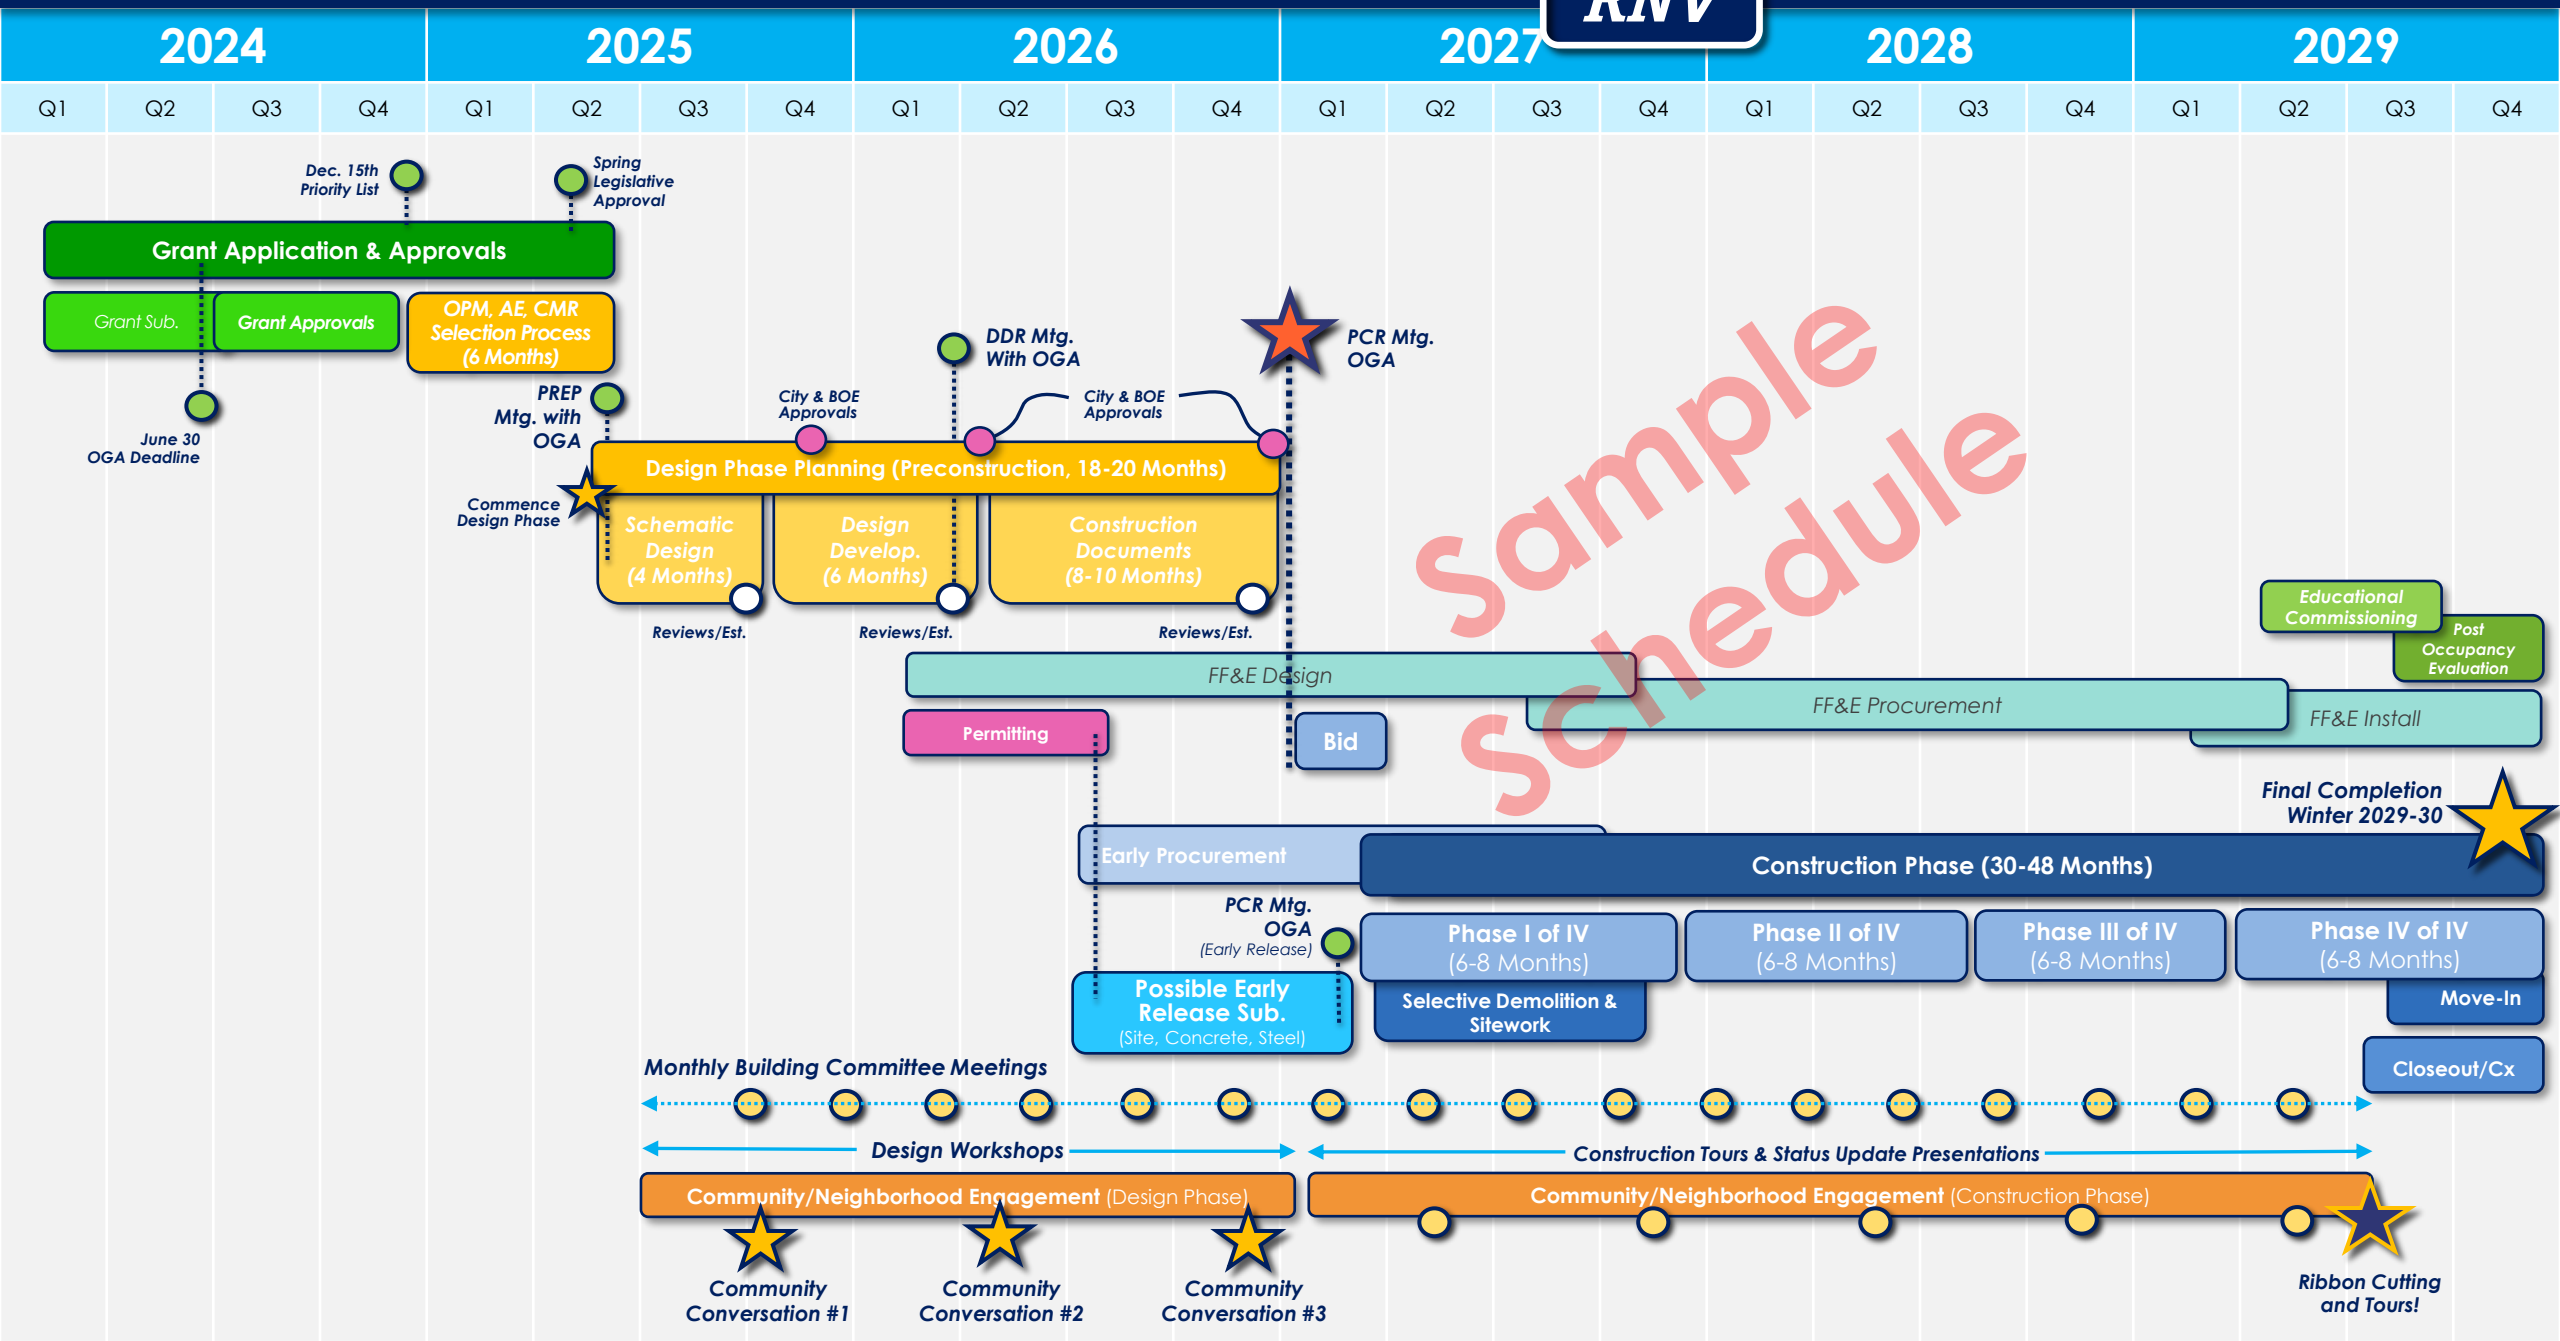 RNV
2024 2025 2026 2027 2028 2029
Q1 Q2 Q3 Q4 Q1 Q2 Q3 Q4 Q1 Q2 Q3 Q4 Q1 Q2 Q3 Q4 Q1 Q2 Q3 Q4 Q1 Q2 Q3 Q4
Dec. 15th
Priority List
Spring
Legislative
Approval
Grant Application & Approvals
Grant Sub.
Grant Approvals
OPM, AE, CMR
Selection Process
(6 Months)
June 30
OGA Deadline
PREP
Mtg. with
OGA
City & BOE
Approvals
DDR Mtg.
With OGA
City & BOE
Approvals
PCR Mtg.
OGA
Design Phase Planning (Preconstruction, 18-20 Months)
Commence
Design Phase
Schematic
Design
(4 Months)
Design
Develop.
(6 Months)
Construction
Documents
(8-10 Months)
Reviews/Est.
Reviews/Est.
Reviews/Est.
Sample
Schedule
Educational
Commissioning
Post
Occupancy
Evaluation
FF&E Design
FF&E Procurement
FF&E Install
Permitting
Bid
Final Completion
Winter 2029-30
Early Procurement
Construction Phase (30-48 Months)
PCR Mtg.
OGA
(Early Release)
Phase I of IV
(6-8 Months)
Phase II of IV
(6-8 Months)
Phase III of IV
(6-8 Months)
Phase IV of IV
(6-8 Months)
Possible Early
Release Sub.
(Site, Concrete, Steel)
Selective Demolition &
Sitework
Move-In
Closeout/Cx
Monthly Building Committee Meetings
Design Workshops
Construction Tours & Status Update Presentations
Community/Neighborhood Engagement (Design Phase)
Community/Neighborhood Engagement (Construction Phase)
Community
Conversation #1
Community
Conversation #2
Community
Conversation #3
Ribbon Cutting
and Tours!